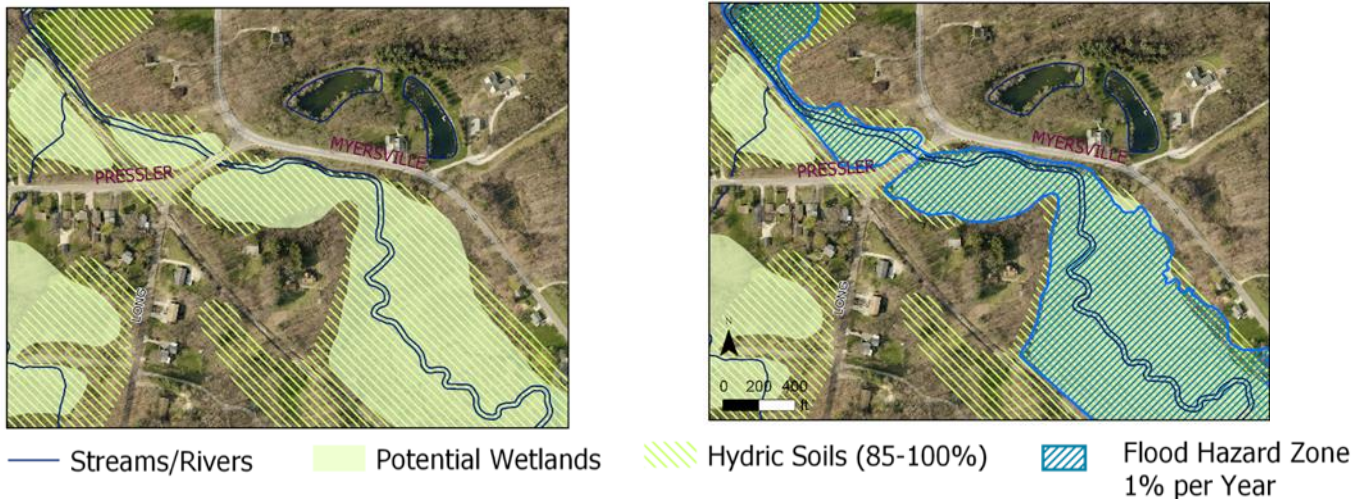 MYERSVILLE
PRESSLER
LONG
MYERSVILLE
PRESSLER
LONG
N
0 200 400
ft
Streams/Rivers
Potential Wetlands
Hydric Soils (85-100%)
Flood Hazard Zone
1% per Year